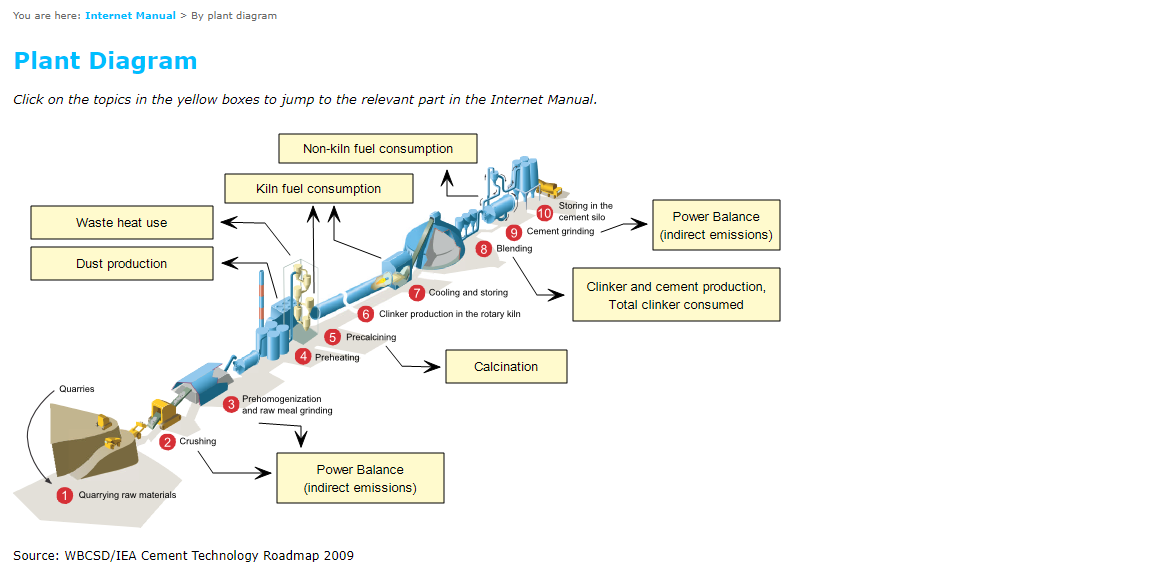 You are here: Internet Manual > By plant diagram
Plant Diagram
Click on the topics in the yellow boxes to jump to the relevant part in the Internet Manual.
Non-kiln fuel consumption
Kiln fuel consumption
Waste heat use
Dust production
10 Storing in the
cement silo
9 Cement grinding
8 Blending
Power Balance
(indirect emissions)
Clinker and cement production,
Total clinker consumed
7 Cooling and storing
6 Clinker production in the rotary kiln
5 Precalcining
4 Preheating
Calcination
3 Prehomogenization
and raw meal grinding
Quarries
2 Crushing
Power Balance
(indirect emissions)
1 Quarrying raw materials
Source: WBCSD/IEA Cement Technology Roadmap 2009